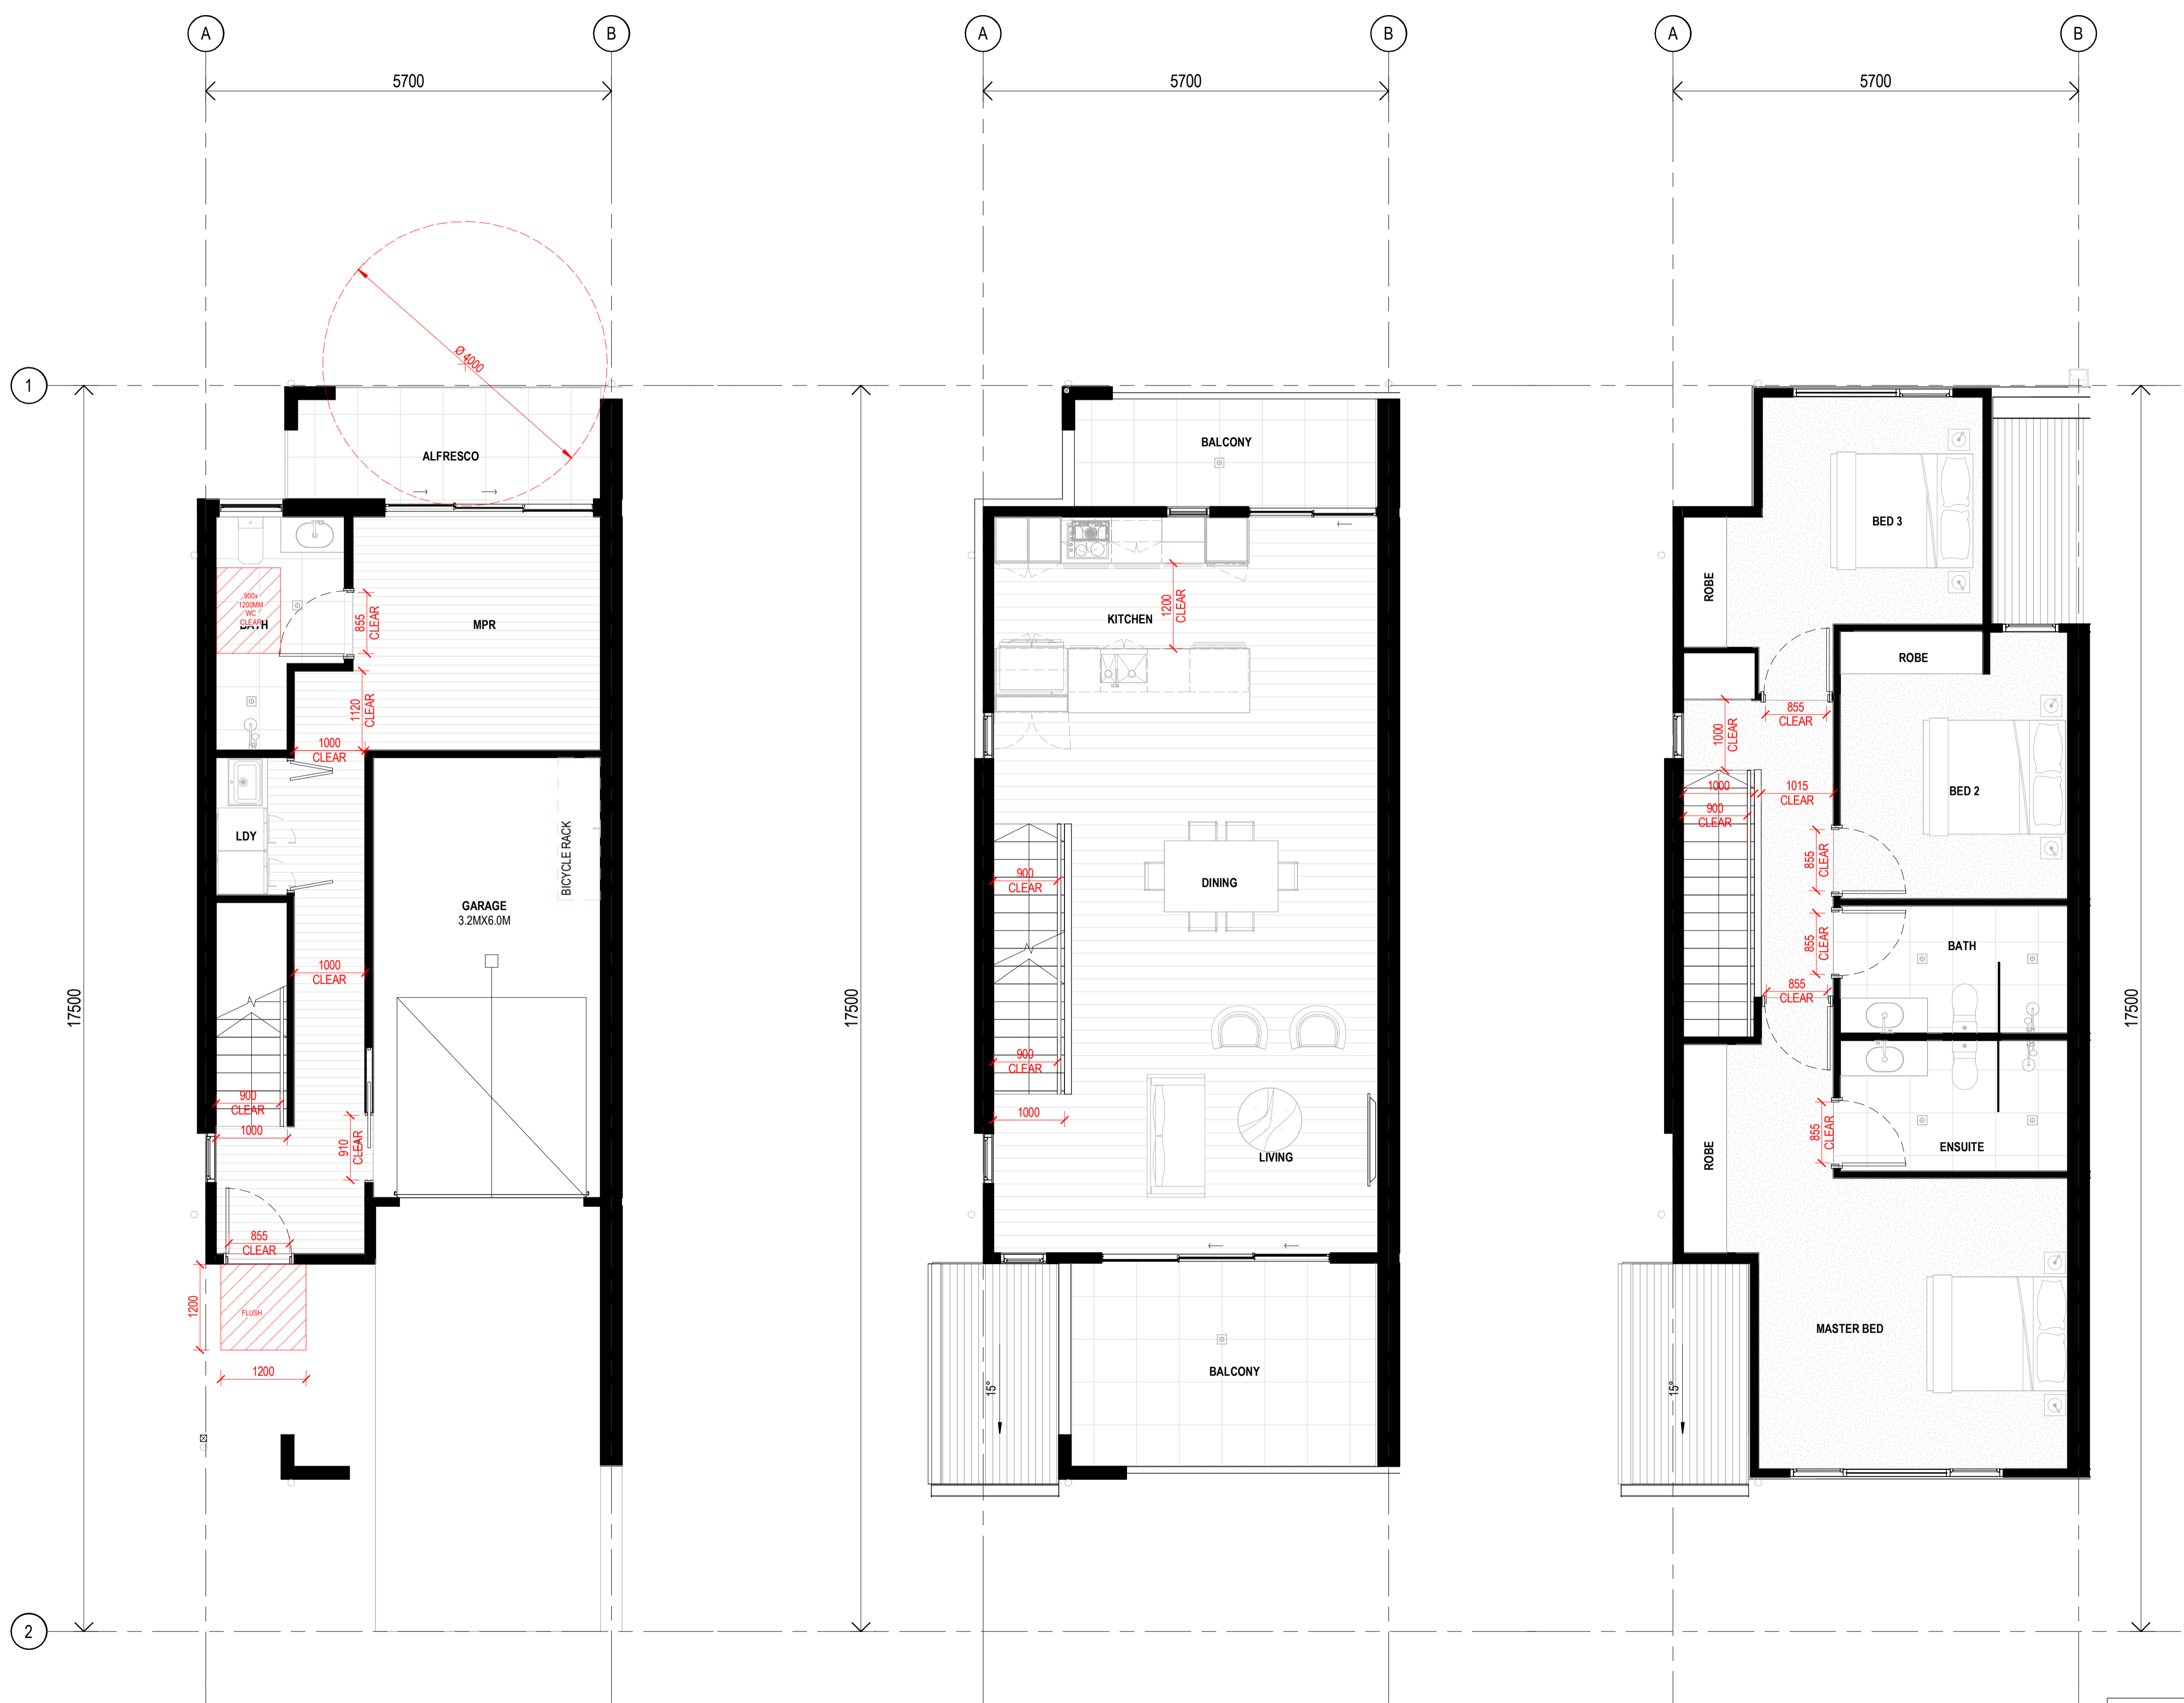 A
B
A
B
A
B
5700
5700
5700
1
17500
Ø 4000
ALFRESCO
900x
1200MM
WC
CLEAR
BATH
855
CLEAR
MPR
1120
CLEAR
1000
CLEAR
LDY
BICYCLE RACK
GARAGE
3.2MX6.0M
1000
CLEAR
900
CLEAR
1000
910
CLEAR
855
CLEAR
1200
FLUSH
1200
2
17500
BALCONY
KITCHEN
1200
CLEAR
900
CLEAR
DINING
900
CLEAR
1000
LIVING
15°
BALCONY
17500
BED 3
ROBE
ROBE
855
CLEAR
1000
CLEAR
1000
1015
CLEAR
900
CLEAR
BED 2
855
CLEAR
855
CLEAR
BATH
855
CLEAR
ROBE
855
CLEAR
ENSUITE
MASTER BED
15°